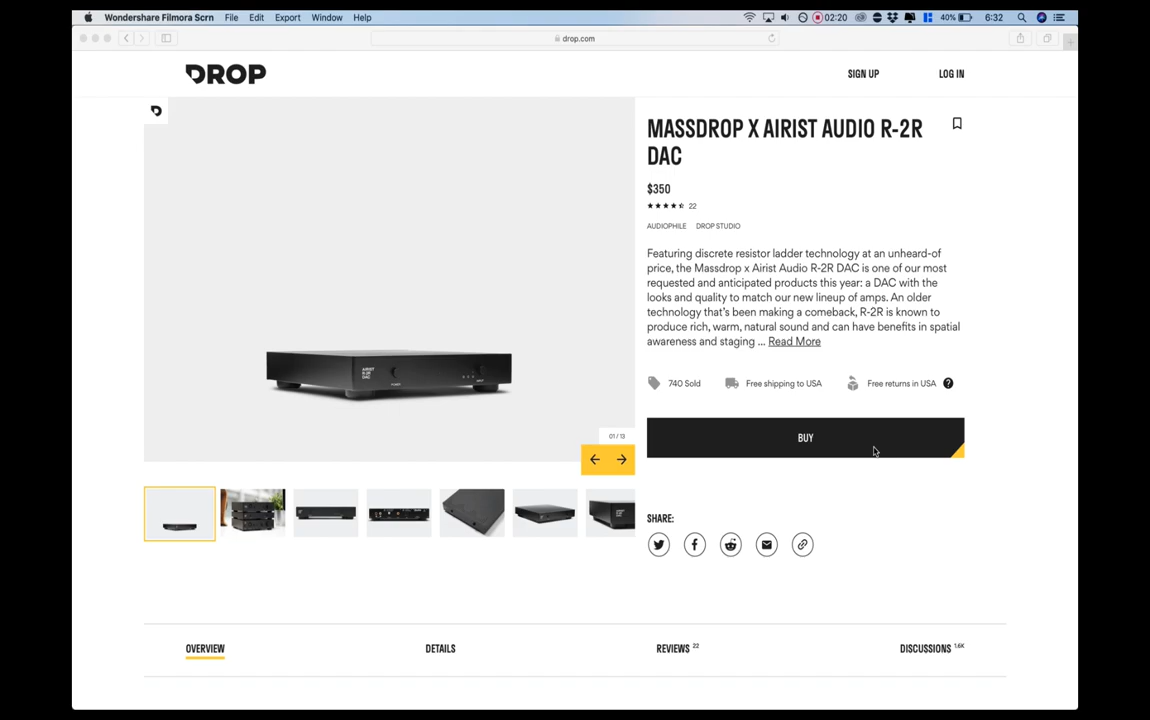 Wondershare Filmora Scrn File Edit Export Window Help
02:20 40% 6:32
drop.com
DROP
SIGN UP
LOG IN
MASSDROP X AIRIST AUDIO R-2R
DAC
$350
22
AUDIOPHILE DROP STUDIO
Featuring discrete resistor ladder technology at an unheard-of
price, the Massdrop x Airist Audio R-2R DAC is one of our most
requested and anticipated products this year: a DAC with the
looks and quality to match our new lineup of amps. An older
technology that's been making a comeback, R-2R is known to
produce rich, warm, natural sound and can have benefits in spatial
awareness and staging ... Read More
740 Sold
Free shipping to USA
Free returns in USA ?
BUY
AIRIST
R-2R
DAC
POWER
INPUT
01 / 13
SHARE:
OVERVIEW
DETAILS
REVIEWS 22
DISCUSSIONS 1.6K